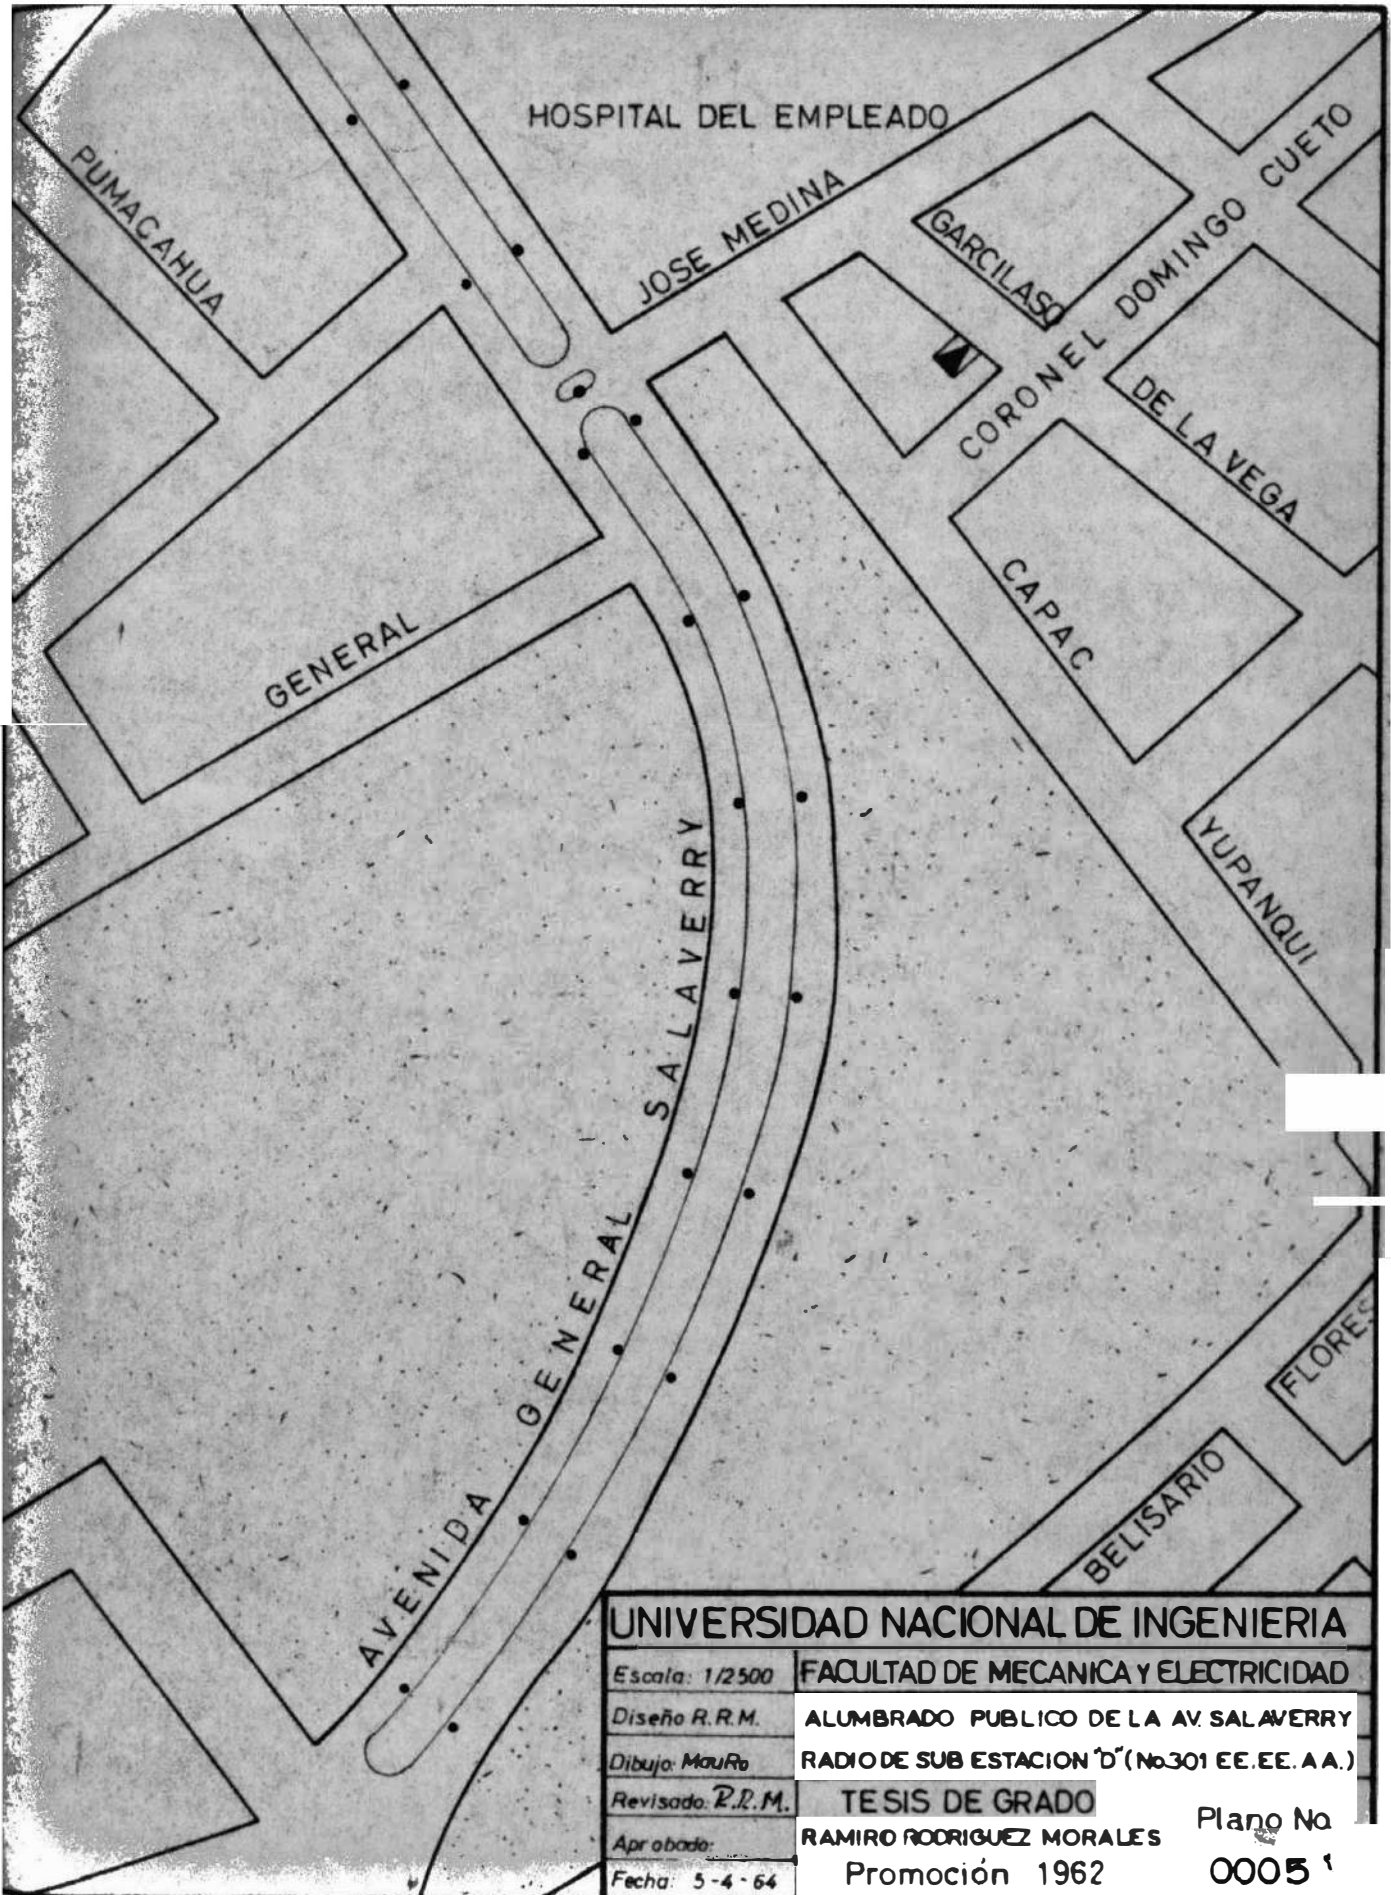 HOSPITAL DEL EMPLEADO
PUMACAHUA
JOSE MEDINA
GARCILASO
CORONEL DOMINGO CUETO
DE LA VEGA
CAPAC
GENERAL
YUPANQUI
AVENIDA GENERAL SALAVERRY
FLORES
BELISARIO
UNIVERSIDAD NACIONAL DE INGENIERIA
Escala: 1/2500
FACULTAD DE MECANICA Y ELECTRICIDAD
Diseño R.R.M.
ALUMBRADO PUBLICO DE LA AV. SALAVERRY
Dibujo: MouRo
RADIO DE SUB ESTACION "D" (No.301 EE.EE.AA.)
Revisado: R.R.M.
TESIS DE GRADO
Plano No
Aprobado:
RAMIRO RODRIGUEZ MORALES
Fecha: 5-4-64
Promoción 1962
0005